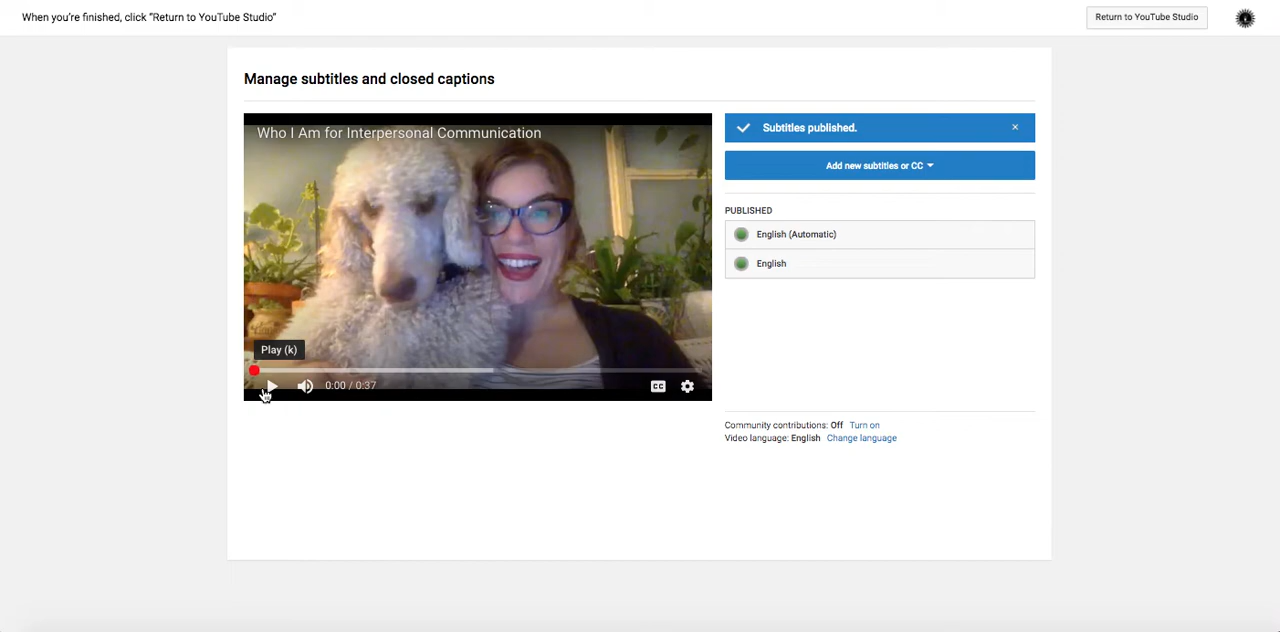 When you're finished, click "Return to YouTube Studio"
Return to YouTube Studio
Manage subtitles and closed captions
Who I Am for Interpersonal Communication
Subtitles published.
Add new subtitles or CC
PUBLISHED
English (Automatic)
English
Play (k)
0:00 / 0:37
CC
Community contributions: Off Turn on
Video language: English Change language